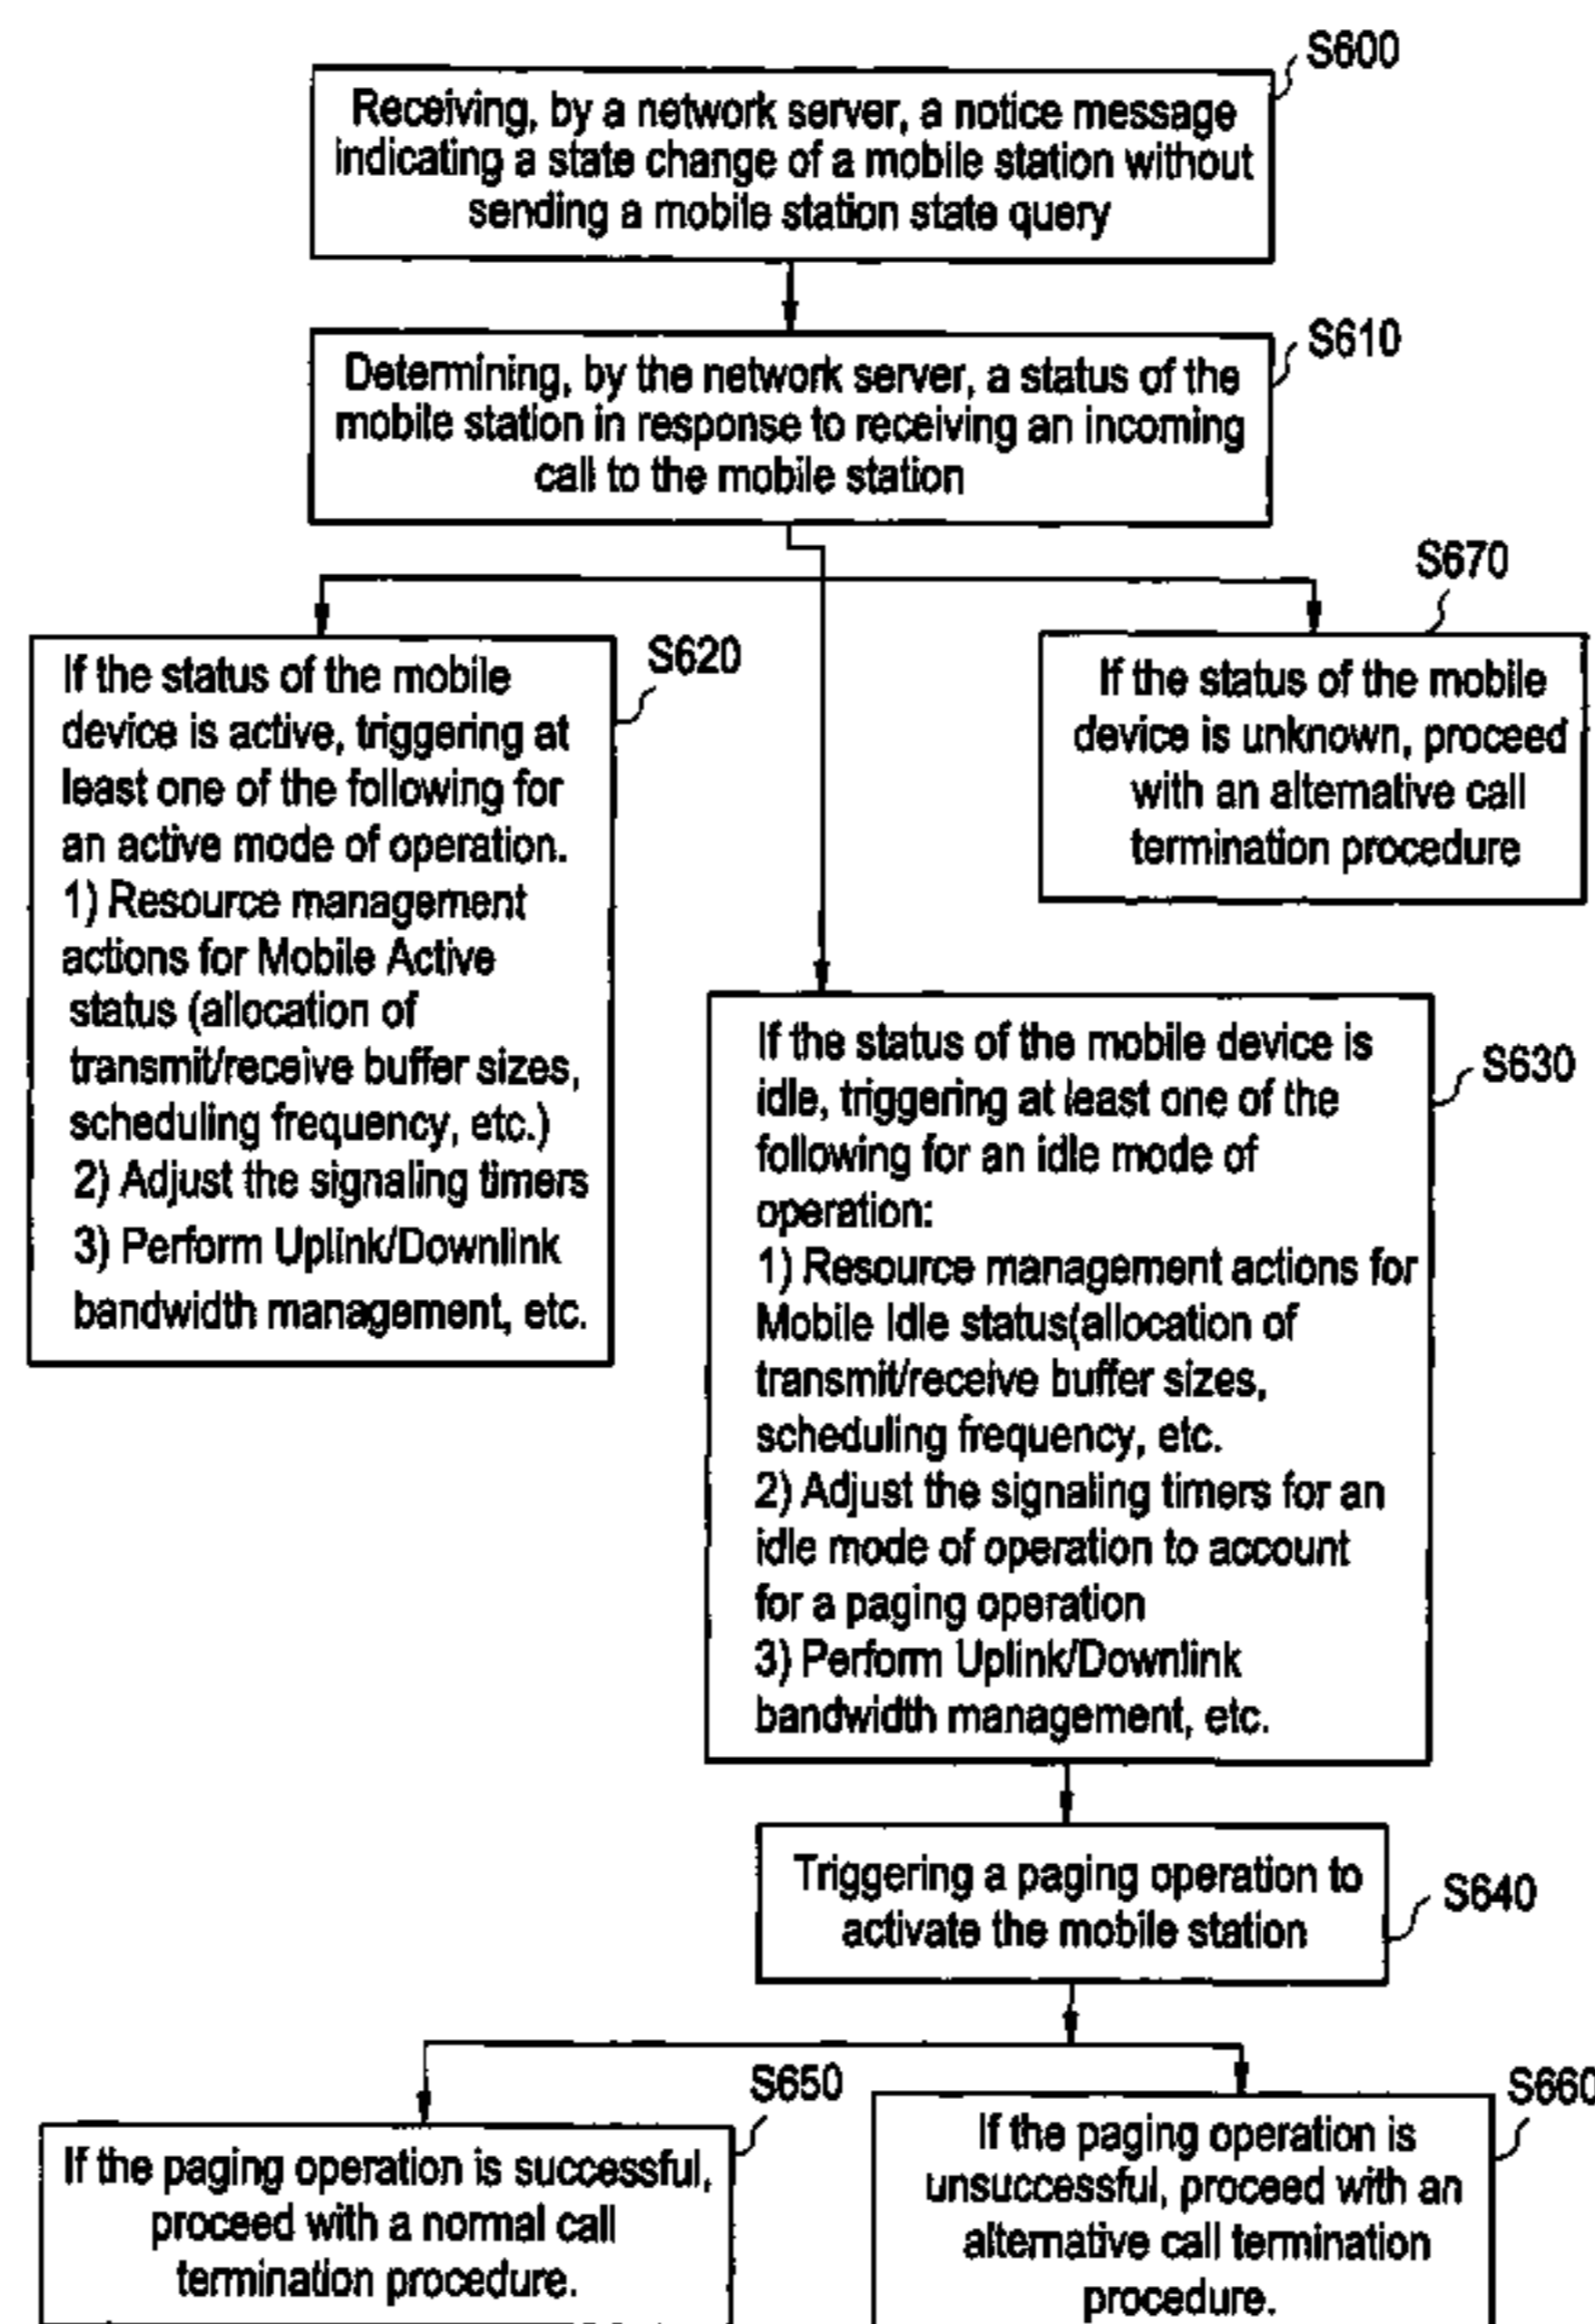 S600
Receiving, by a network server, a notice message
indicating a state change of a mobile station without
sending a mobile station state query
S610
Determining, by the network server, a status of the
mobile station in response to receiving an incoming
call to the mobile station
S620
If the status of the mobile
device is active, triggering at
least one of the following for
an active mode of operation.
1) Resource management
actions for Mobile Active
status (allocation of
transmit/receive buffer sizes,
scheduling frequency, etc.)
2) Adjust the signaling timers
3) Perform Uplink/Downlink
bandwidth management, etc.
S670
If the status of the mobile
device is unknown, proceed
with an alternative call
termination procedure
S630
If the status of the mobile device is
idle, triggering at least one of the
following for an idle mode of
operation:
1) Resource management actions for
Mobile Idle status(allocation of
transmit/receive buffer sizes,
scheduling frequency, etc.
2) Adjust the signaling timers for an
idle mode of operation to account
for a paging operation
3) Perform Uplink/Downlink
bandwidth management, etc.
S640
Triggering a paging operation to
activate the mobile station
S650
If the paging operation is successful,
proceed with a normal call
termination procedure.
S660
If the paging operation is
unsuccessful, proceed with an
alternative call termination
procedure.